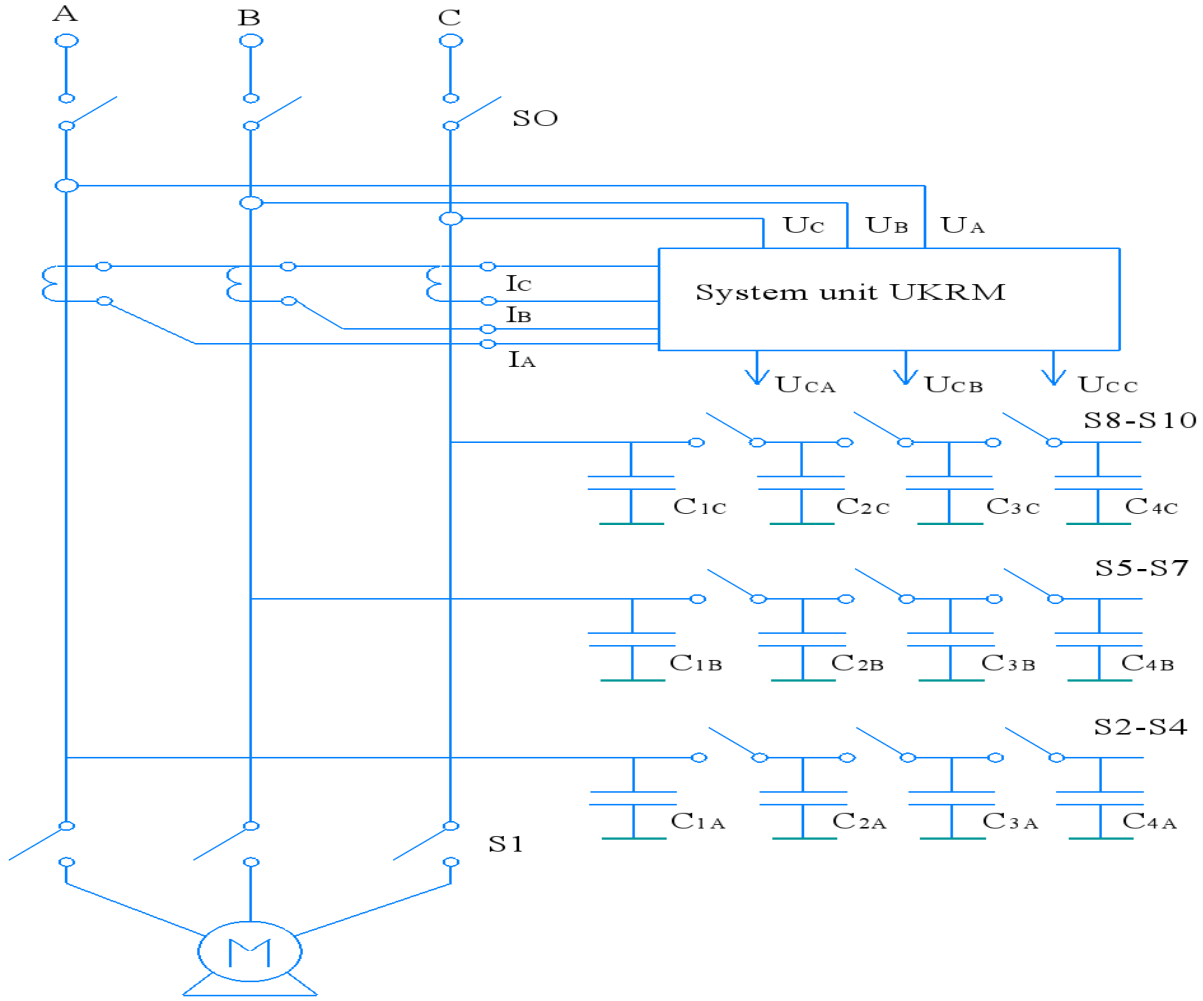 A B C
SO
UC UB UA
System unit UKRM
IC
IB
IA
UCA UCB UCC
S8-S10
C1C C2C C3C C4C
S5-S7
C1B C2B C3B C4B
S2-S4
C1A C2A C3A C4A
S1
M